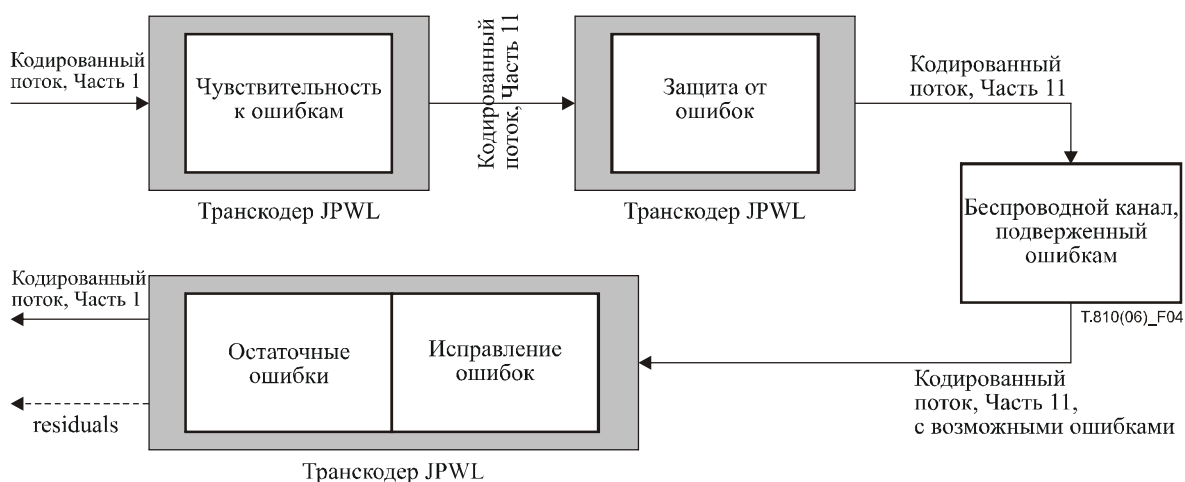 Кодированный
поток, Часть 1
Чувствительность
к ошибкам
Транскодер JPWL
Кодированный
поток, Часть 11
Защита от
ошибок
Транскодер JPWL
Кодированный
поток, Часть 11
Беспроводной канал,
подверженный
ошибкам
T.810(06)_F04
Кодированный
поток, Часть 11,
с возможными ошибками
Исправление
ошибок
Остаточные
ошибки
Транскодер JPWL
Кодированный
поток, Часть 1
residuals